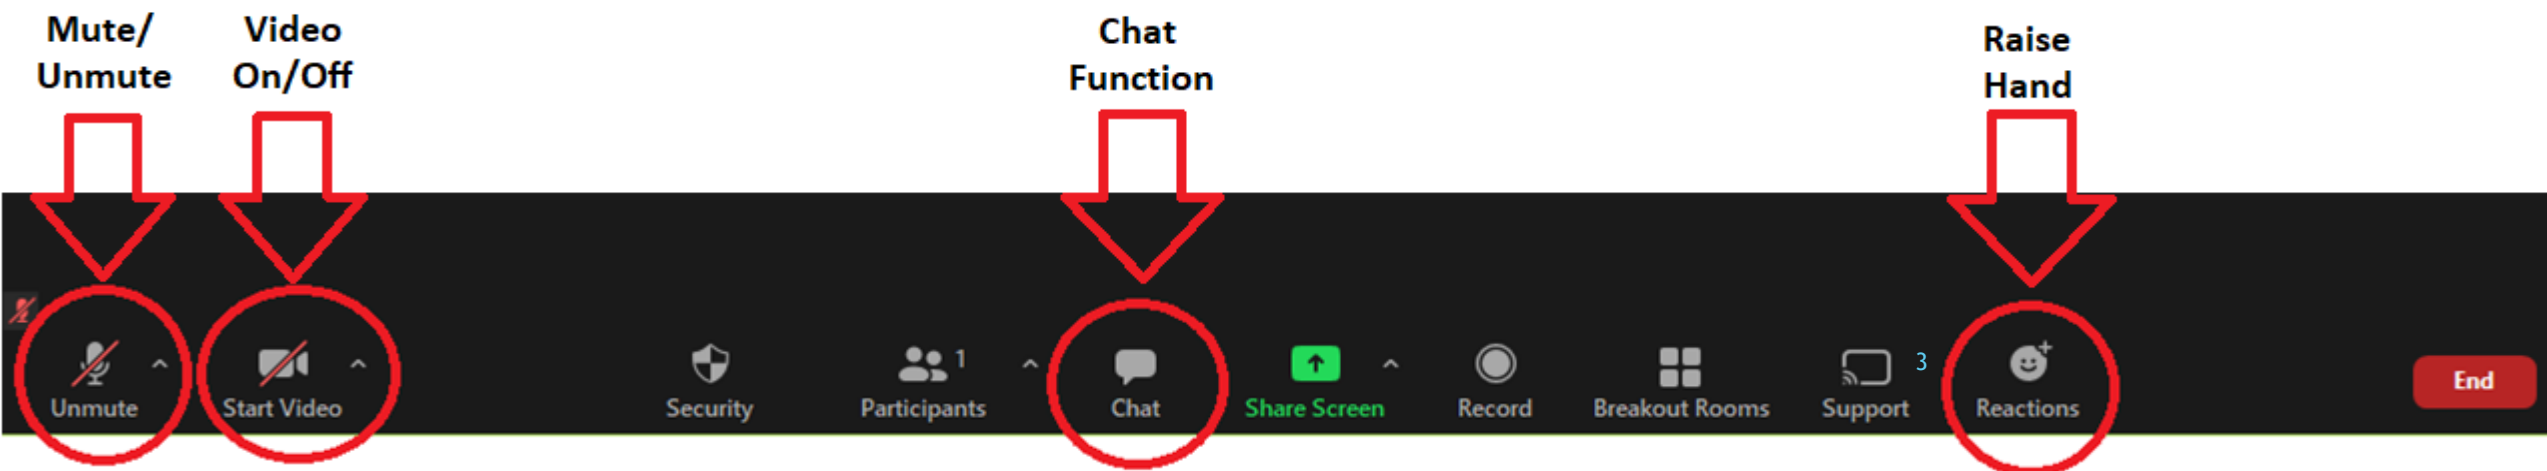 Mute/
Unmute
Video
On/Off
Chat
Function
Raise
Hand
Unmute
Start Video
Security
1
Participants
Chat
Share Screen
Record
Breakout Rooms
3
Support
Reactions
End